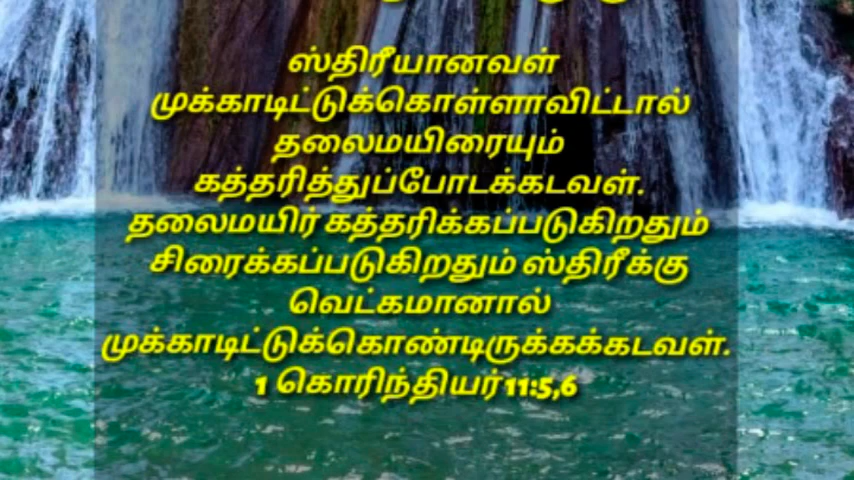 ஸ்திரீயானவள்
முக்காடிட்டுக்கொள்ளாவிட்டால்
தலைமயிரையும்
கத்தரித்துப்போடக்கடவள்.
தலைமயிர் கத்தரிக்கப்படுகிறதும்
சிரைக்கப்படுகிறதும் ஸ்திரீக்கு
வெட்கமானால்
முக்காடிட்டுக்கொண்டிருக்கக்கடவள்.
1 கொரிந்தியர்11:5,6